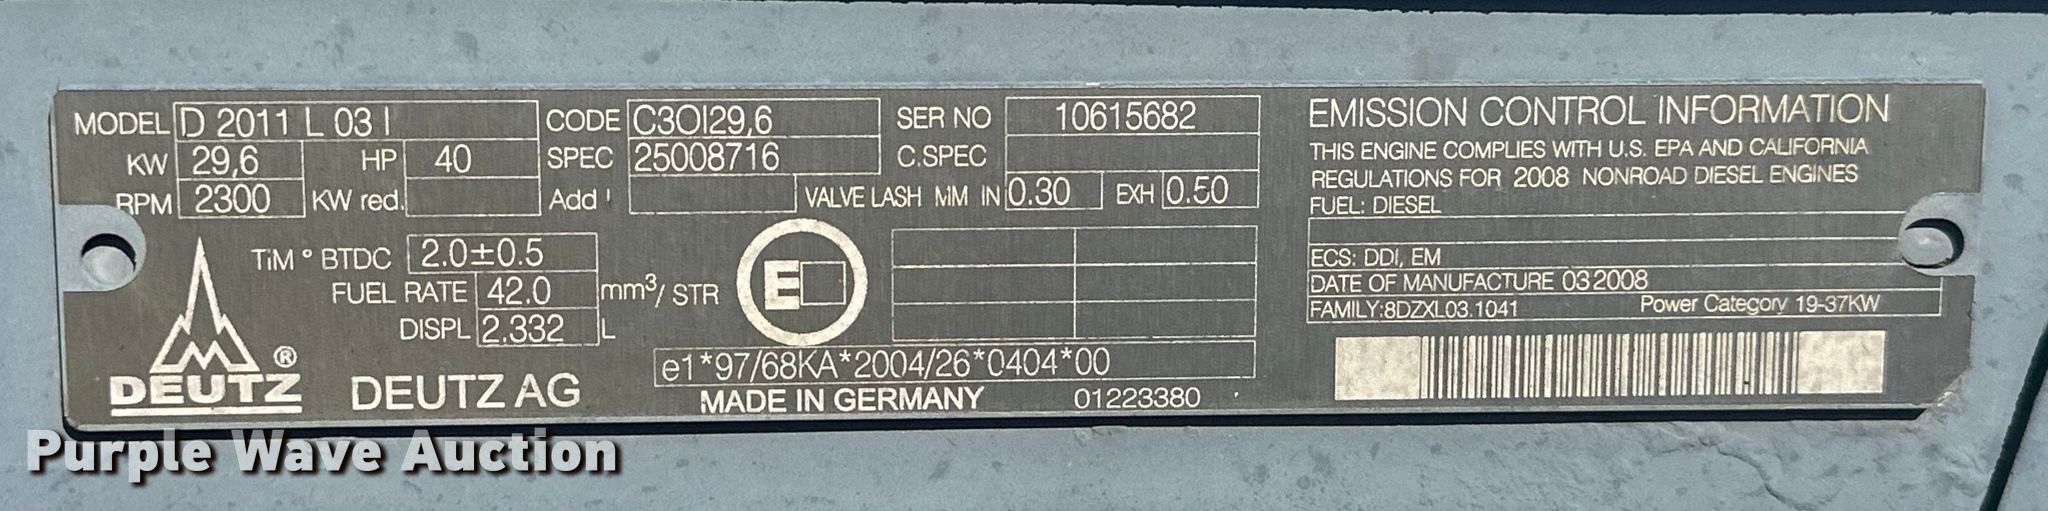 MODEL D 2011 L 03 I CODE C3OI29,6 SER NO 10615682
KW 29,6 HP 40 SPEC 25008716 C.SPEC
RPM 2300 KW red. Add' VALVE LASH MM IN 0.30 EXH 0.50
TiM ° BTDC 2.0±0.5
FUEL RATE 42.0 mm³/ STR
DISPL 2.332 L
E
e1*97/68KA*2004/26*0404*00
DEUTZ ® DEUTZ AG MADE IN GERMANY 01223380
EMISSION CONTROL INFORMATION
THIS ENGINE COMPLIES WITH U.S. EPA AND CALIFORNIA
REGULATIONS FOR 2008 NONROAD DIESEL ENGINES
FUEL: DIESEL
ECS: DDI, EM
DATE OF MANUFACTURE 03 2008
FAMILY:8DZXL03.1041 Power Category 19-37KW
Purple Wave Auction